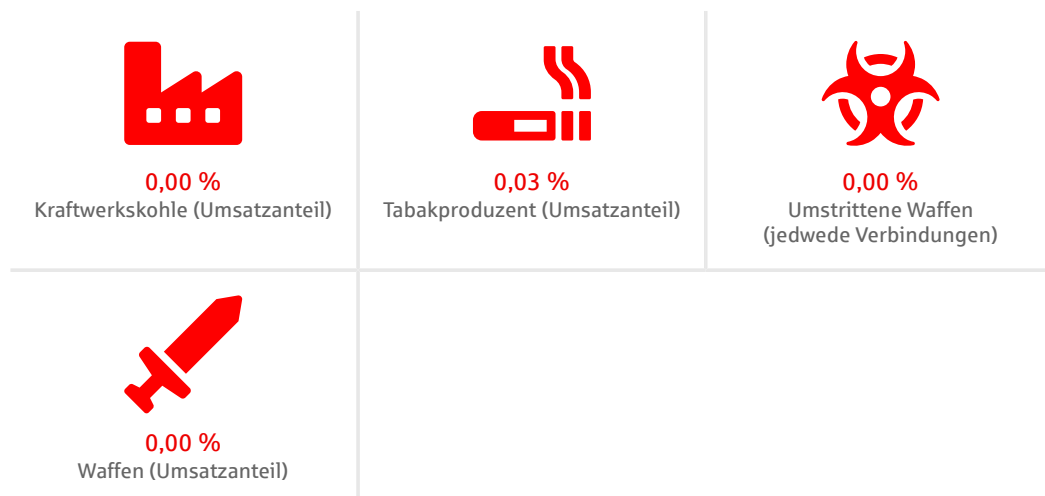 0,00 %
Kraftwerkskohle (Umsatzanteil)
0,03 %
Tabakproduzent (Umsatzanteil)
0,00 %
Umstrittene Waffen
(jedwede Verbindungen)
0,00 %
Waffen (Umsatzanteil)